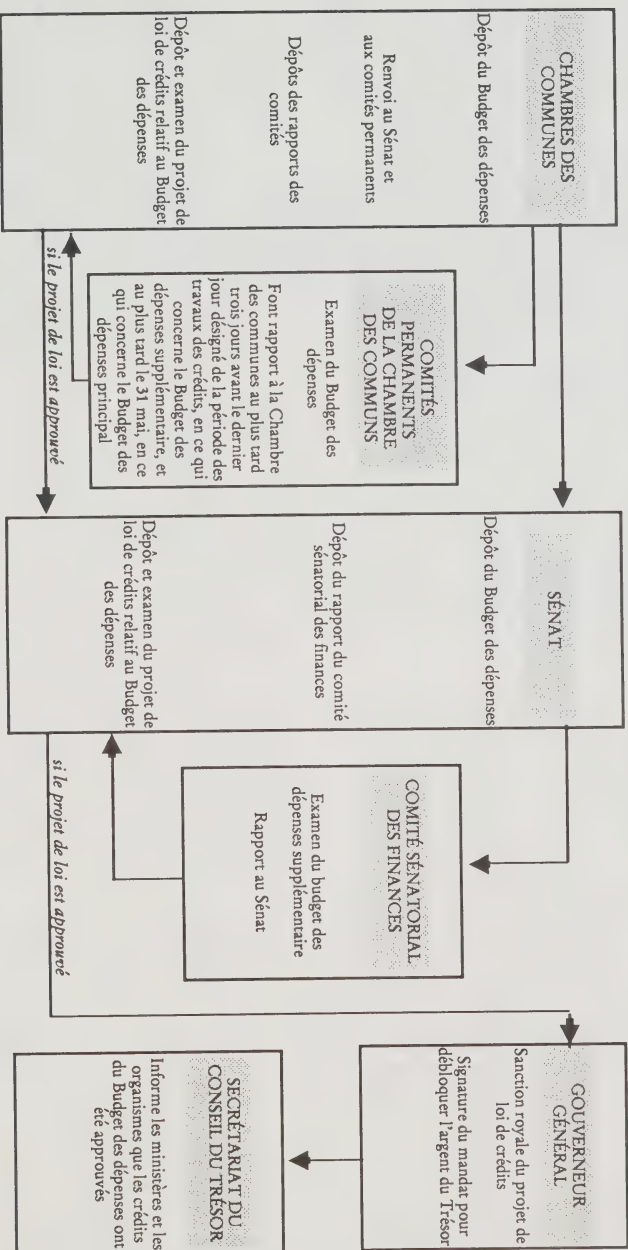 CHAMBRES DES
COMMUNES
Dépôt du Budget des dépenses
Renvoi au Sénat et
aux comités permanents
Dépôts des rapports des
comités
Dépôt et examen du projet de
loi de crédits relatif au Budget
des dépenses
si le projet de loi est approuvé
COMITÉS
PERMANENTS
DE LA CHAMBRE
DES COMMUNS
Examen du Budget des
dépenses
Font rapport à la Chambre
des communes au plus tard
trois jours avant le dernier
jour désigné de la période des
travaux des crédits, en ce qui
concerne le Budget des
dépenses supplémentaire, et
au plus tard le 31 mai, en ce
qui concerne le Budget des
dépenses principal
SÉNAT
Dépôt du Budget des dépenses
Dépôt du rapport du comité
sénatorial des finances
Dépôt et examen du projet de
loi de crédits relatif au Budget
des dépenses
si le projet de loi est approuvé
COMITÉ SÉNATORIAL
DES FINANCES
Examen du budget des
dépenses supplémentaire
Rapport au Sénat
GOUVERNEUR
GÉNÉRAL
Sanction royale du projet de
loi de crédits
Signature du mandat pour
débloquer l'argent du Trésor
SECRÉTARIAT DU
CONSEIL DU TRÉSOR
Informe les ministères et les
organismes que les crédits
du Budget des dépenses ont
été approuvés